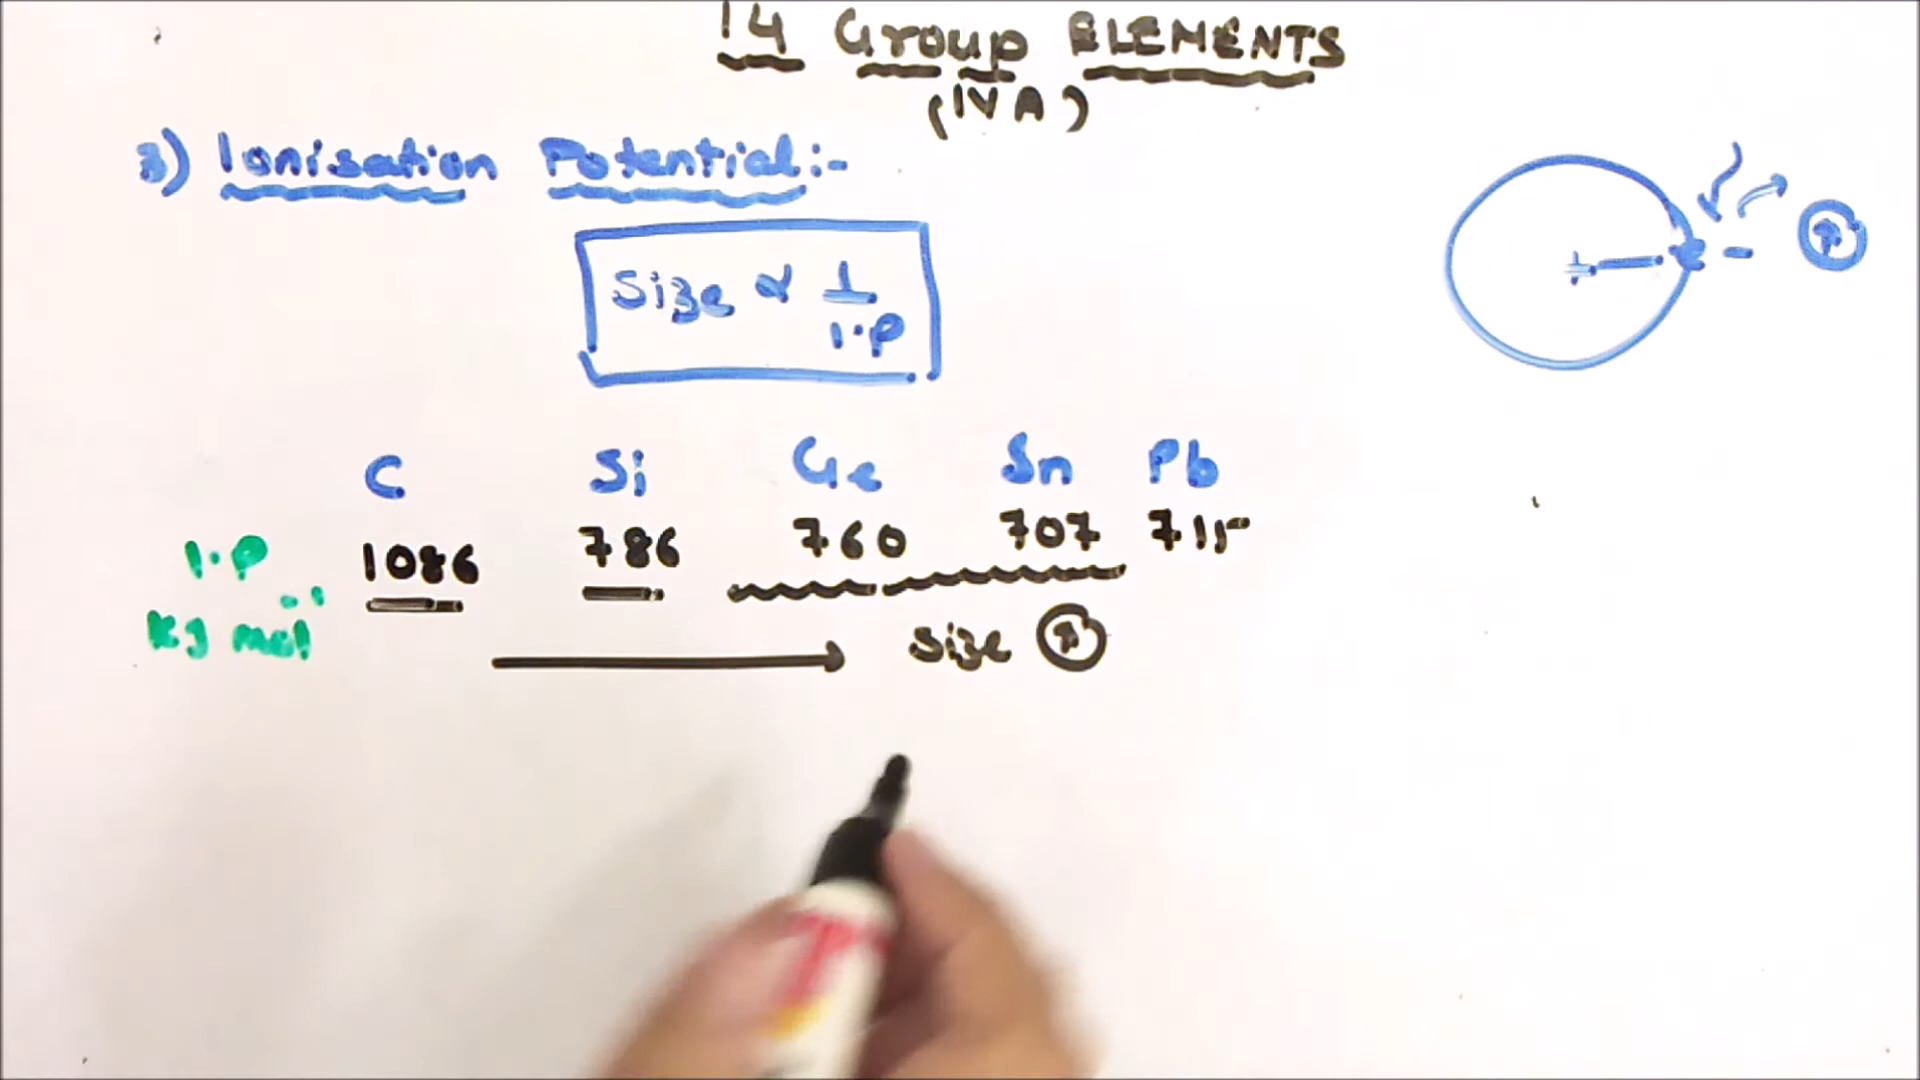 14 Group ELEMENTS
(IV A)
3) Ionisation Potential:-
Size ∝ 1/I.P
+ e -
C Si Ge Sn Pb
I.P 1086 786 760 707 715
kJ mol⁻¹
Size ↑